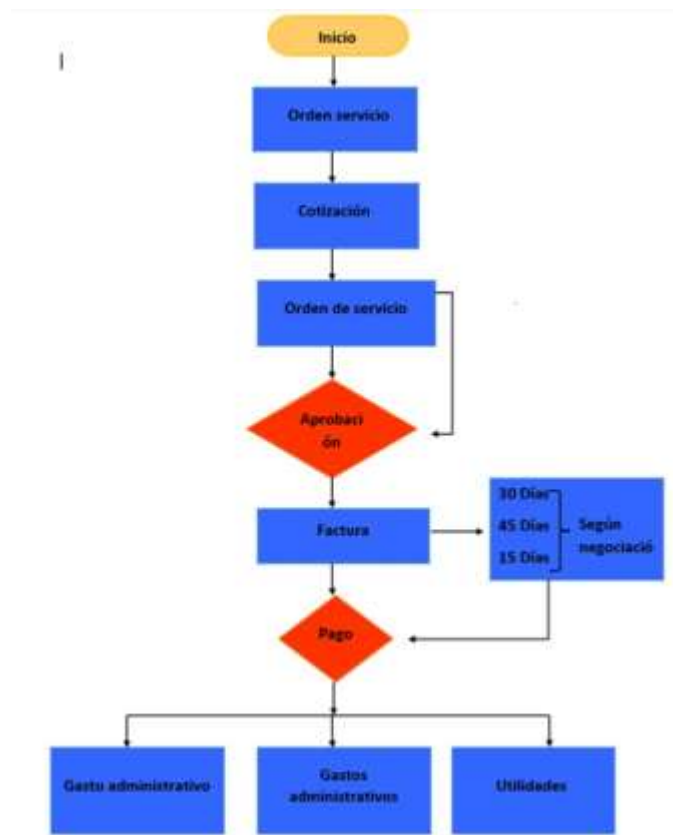 Inicio
Orden servicio
Cotización
Orden de servicio
Aprobaci
ón
Factura
30 Días
45 Días
15 Días
Según
negociació
Pago
Gasto administrativo
Gastos
administrativos
Utilidades